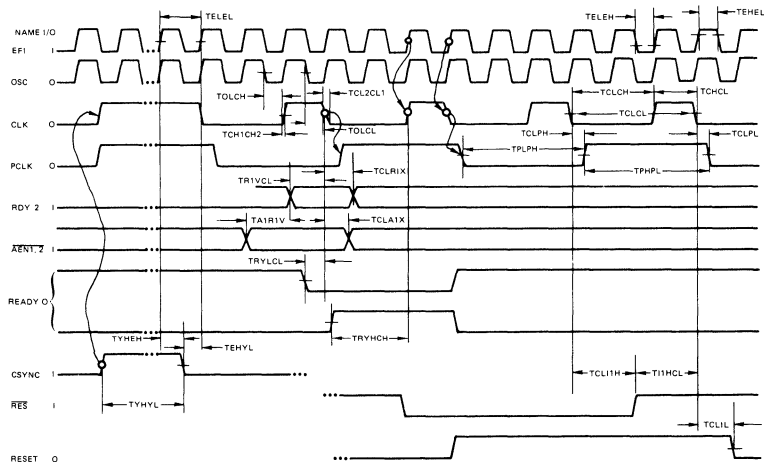 NAME I/O
TELEL
TELEH
TEHEL
EFI I
OSC O
TOLCH
TCL2CL1
TCLCH
TCHCL
CLK O
TCLCL
TCH1CH2
TOLCL
TCLPH
TCLPL
PCLK O
TR1VCL
TCLRIX
TPLPH
TPHPL
RDY 2 I
TA1R1V
TCLA1X
AEN1, 2 I
TRYLCL
READY O
TYHEH
TRYHCH
TEHYL
CSYNC I
TCLI1H
TI1HCL
TYHYL
RES I
TCLIL
RESET O